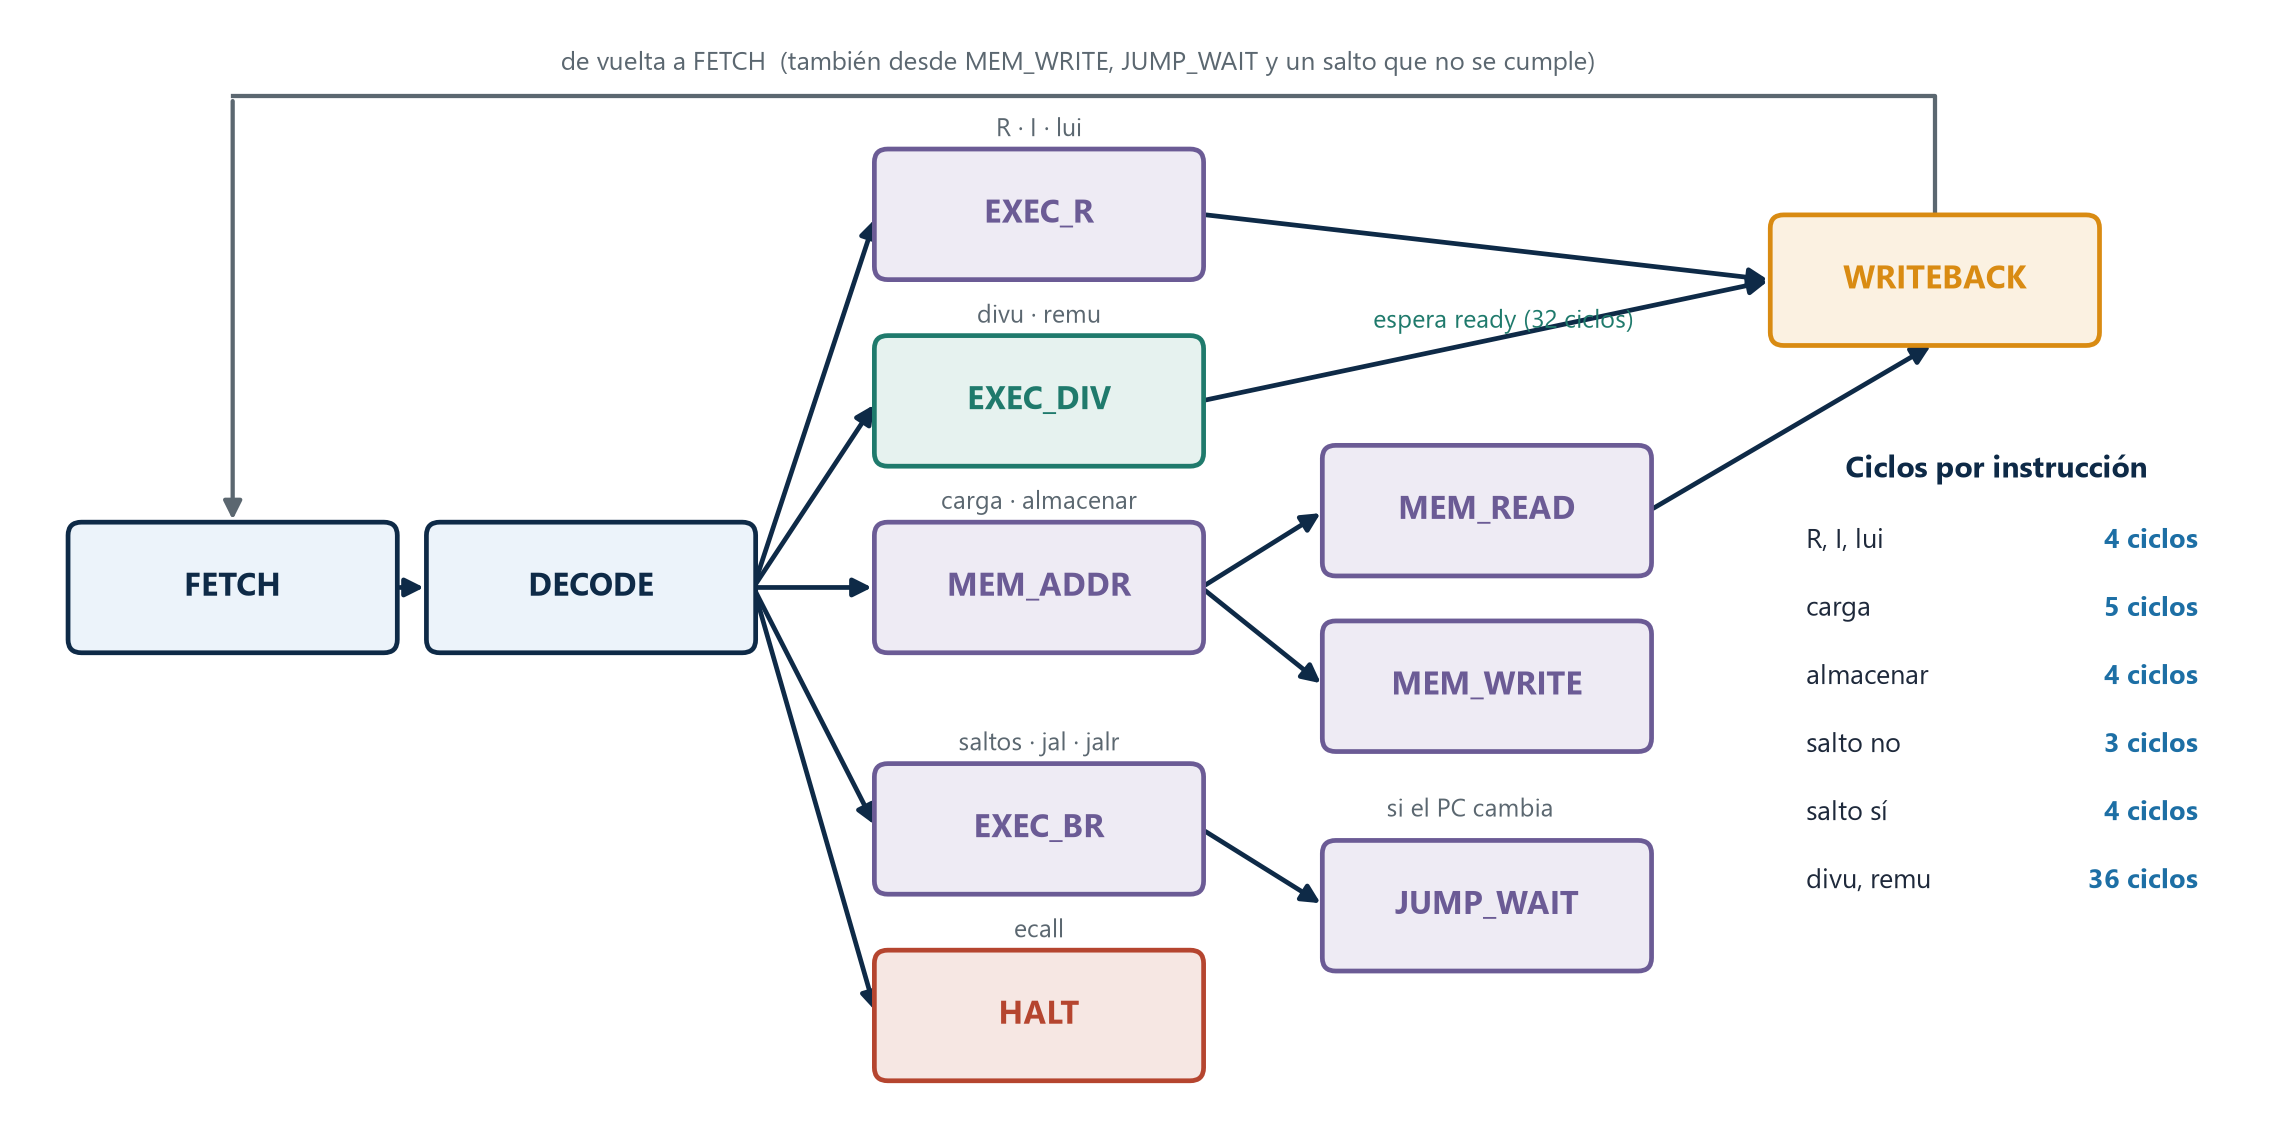 de vuelta a FETCH (también desde MEM_WRITE, JUMP_WAIT y un salto que no se cumple)
R · I · lui
EXEC_R
WRITEBACK
divu · remu
espera ready (32 ciclos)
EXEC_DIV
carga · almacenar
FETCH
DECODE
MEM_ADDR
MEM_READ
MEM_WRITE
saltos · jal · jalr
EXEC_BR
si el PC cambia
JUMP_WAIT
ecall
HALT
Ciclos por instrucción
R, I, lui 4 ciclos
carga 5 ciclos
almacenar 4 ciclos
salto no 3 ciclos
salto sí 4 ciclos
divu, remu 36 ciclos